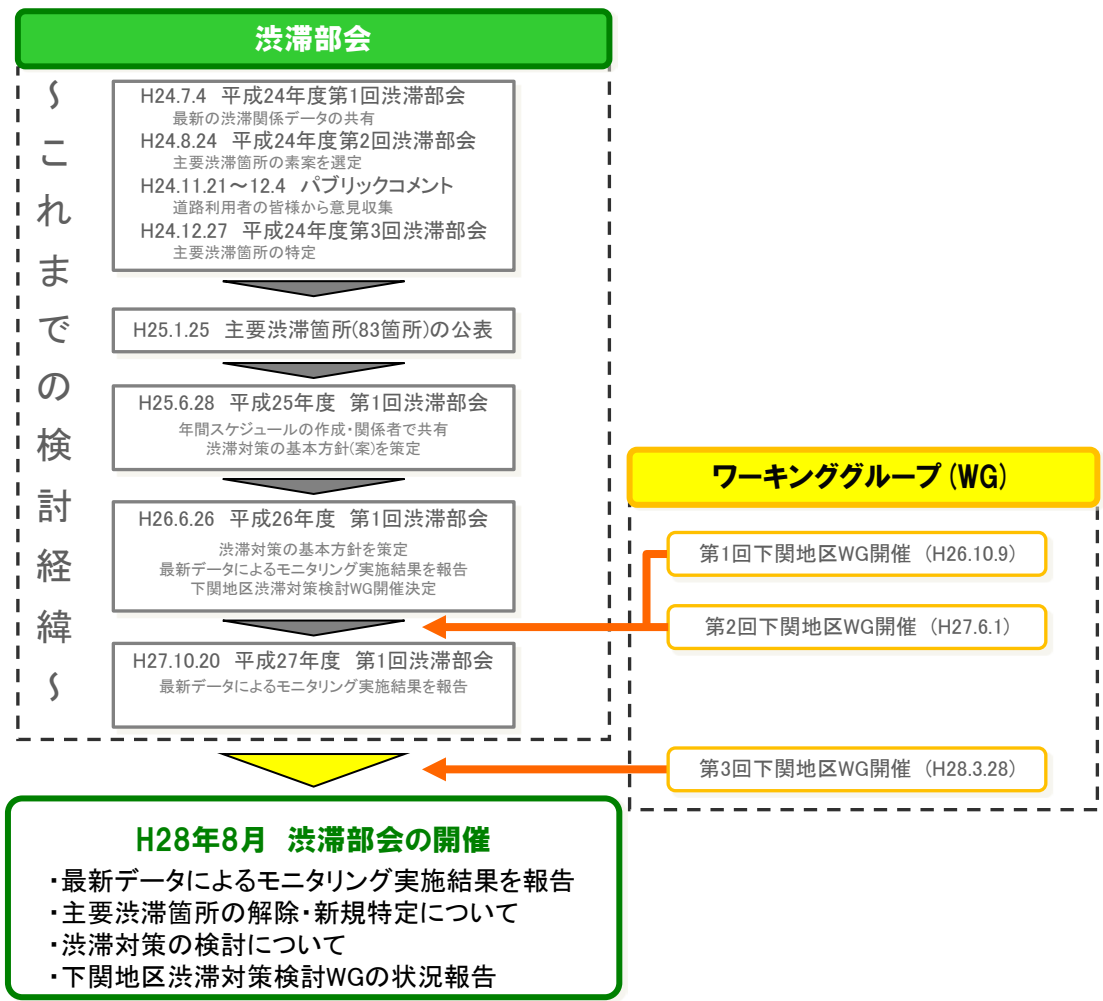 渋滞部会
～これまでの検討経緯～
H24.7.4 平成24年度第1回渋滞部会
最新の渋滞関係データの共有
H24.8.24 平成24年度第2回渋滞部会
主要渋滞箇所の素案を選定
H24.11.21～12.4 パブリックコメント
道路利用者の皆様から意見収集
H24.12.27 平成24年度第3回渋滞部会
主要渋滞箇所の特定
H25.1.25 主要渋滞箇所(83箇所)の公表
H25.6.28 平成25年度 第1回渋滞部会
年間スケジュールの作成・関係者で共有
渋滞対策の基本方針(案)を策定
H26.6.26 平成26年度 第1回渋滞部会
渋滞対策の基本方針を策定
最新データによるモニタリング実施結果を報告
下関地区渋滞対策検討WG開催決定
H27.10.20 平成27年度 第1回渋滞部会
最新データによるモニタリング実施結果を報告
ワーキンググループ(WG)
第1回下関地区WG開催 (H26.10.9)
第2回下関地区WG開催 (H27.6.1)
第3回下関地区WG開催 (H28.3.28)
H28年8月 渋滞部会の開催
・最新データによるモニタリング実施結果を報告
・主要渋滞箇所の解除・新規特定について
・渋滞対策の検討について
・下関地区渋滞対策検討WGの状況報告